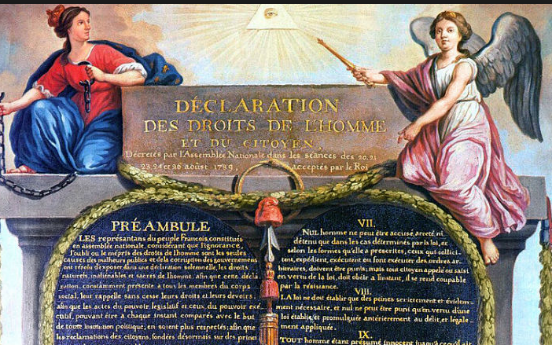 DÉCLARATION
DES DROITS DE L'HOMME
ET DU CITOYEN,
Décretés par l'Assemblée Nationale dans les séances des 20, 21
23, 24 et 26 août 1789, acceptés par le Roi
PRÉAMBULE
LES représentans du peuple François, constitués
en assemblée nationale, considérant que l'ignorance,
l'oubli ou le mépris des droits de l'homme sont les seules
causes des malheurs publics et de la corruption des gouvernemens
ont résolu d'exposer dans une déclaration solemnelle, les droits
naturels, inaliénables et sacrés de l'homme, afin que cette décla
ration, constamment présente à tous les membres du corps
social, leur rappelle sans cesse leurs droits et leurs devoirs,
afin que les actes du pouvoir législatif et ceux du pouvoir exé
cutif, pouvant être à chaque instant comparés avec le but
de toute institution politique, en soient plus respectés; afin que
les réclamations des citoyens, fondées désormais sur des princi
VII.
NUL homme ne peut être accusé, arrêté, ni
détenu que dans les cas déterminés par la loi, et
selon les formes qu'elle a prescrites, ceux qui sollici
tent, expédient, exécutent ou font exécuter des ordres ar
bitraires, doivent être punis; mais tout citoyen appelé ou saisi
en vertu de la loi, doit obéir à l'instant, il se rend coupable
par la résistance.
VIII.
LA loi ne doit établir que des peines strictement et évidem
ment nécessaires, et nul ne peut être puni qu'en vertu d'une
loi établie et promulguée antérieurement au délit, et légale
ment appliquée.
IX.
TOUT homme étant présumé innocent jusqu'à ce qu'il ait